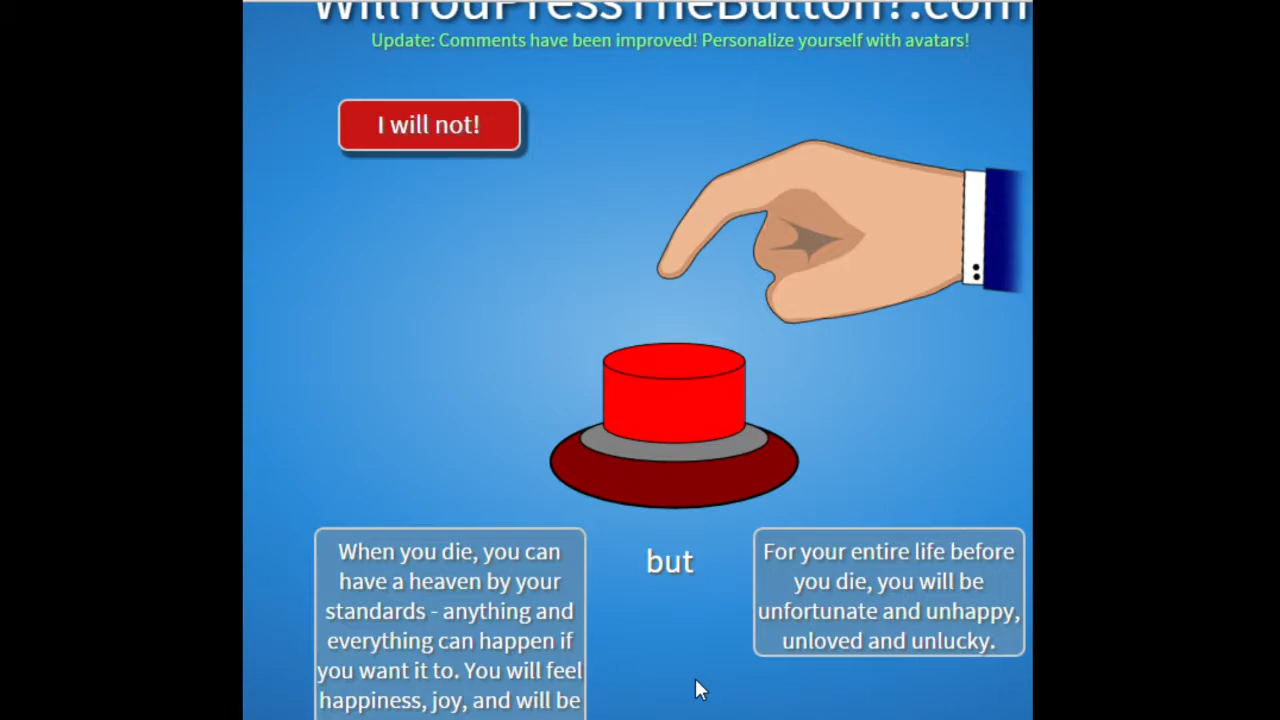 WillYouPressTheButton?.com
Update: Comments have been improved! Personalize yourself with avatars!
I will not!
When you die, you can
have a heaven by your
standards - anything and
everything can happen if
you want it to. You will feel
happiness, joy, and will be
but
For your entire life before
you die, you will be
unfortunate and unhappy,
unloved and unlucky.